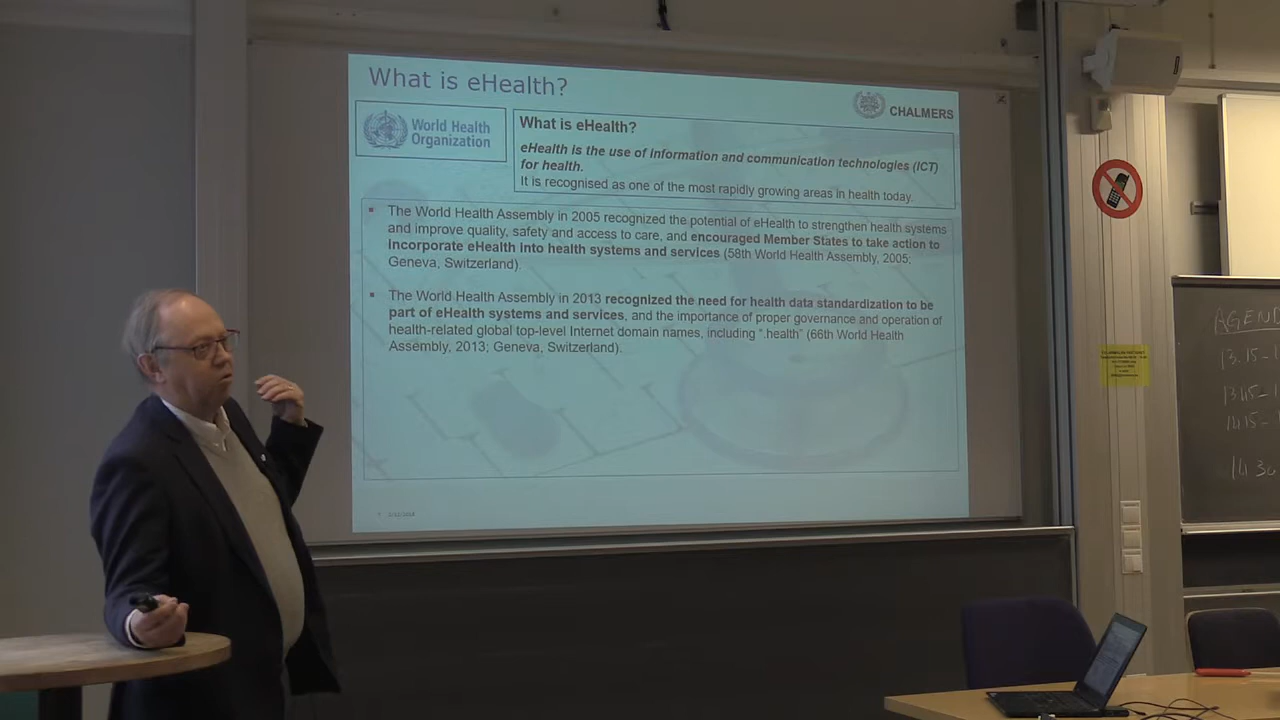 What is eHealth?
CHALMERS
World Health
Organization
What is eHealth?
eHealth is the use of information and communication technologies (ICT)
for health.
It is recognised as one of the most rapidly growing areas in health today.
The World Health Assembly in 2005 recognized the potential of eHealth to strengthen health systems
and improve quality, safety and access to care, and encouraged Member States to take action to
incorporate eHealth into health systems and services (58th World Health Assembly, 2005;
Geneva, Switzerland).
The World Health Assembly in 2013 recognized the need for health data standardization to be
part of eHealth systems and services, and the importance of proper governance and operation of
health-related global top-level Internet domain names, including ".health" (66th World Health
Assembly, 2013; Geneva, Switzerland).
AGEND
13.15-
13.45-
14.15-
14.30